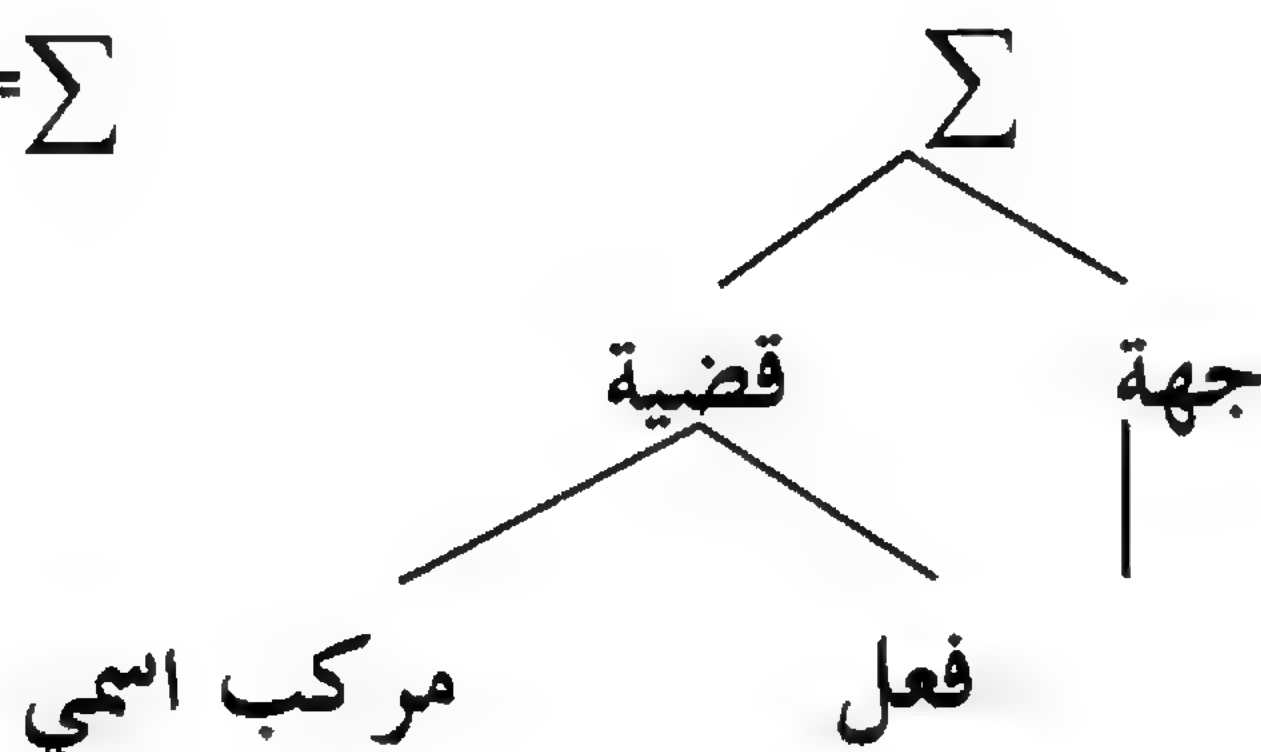 ∑ =∑
جهة قضية
فعل مركب اسمي